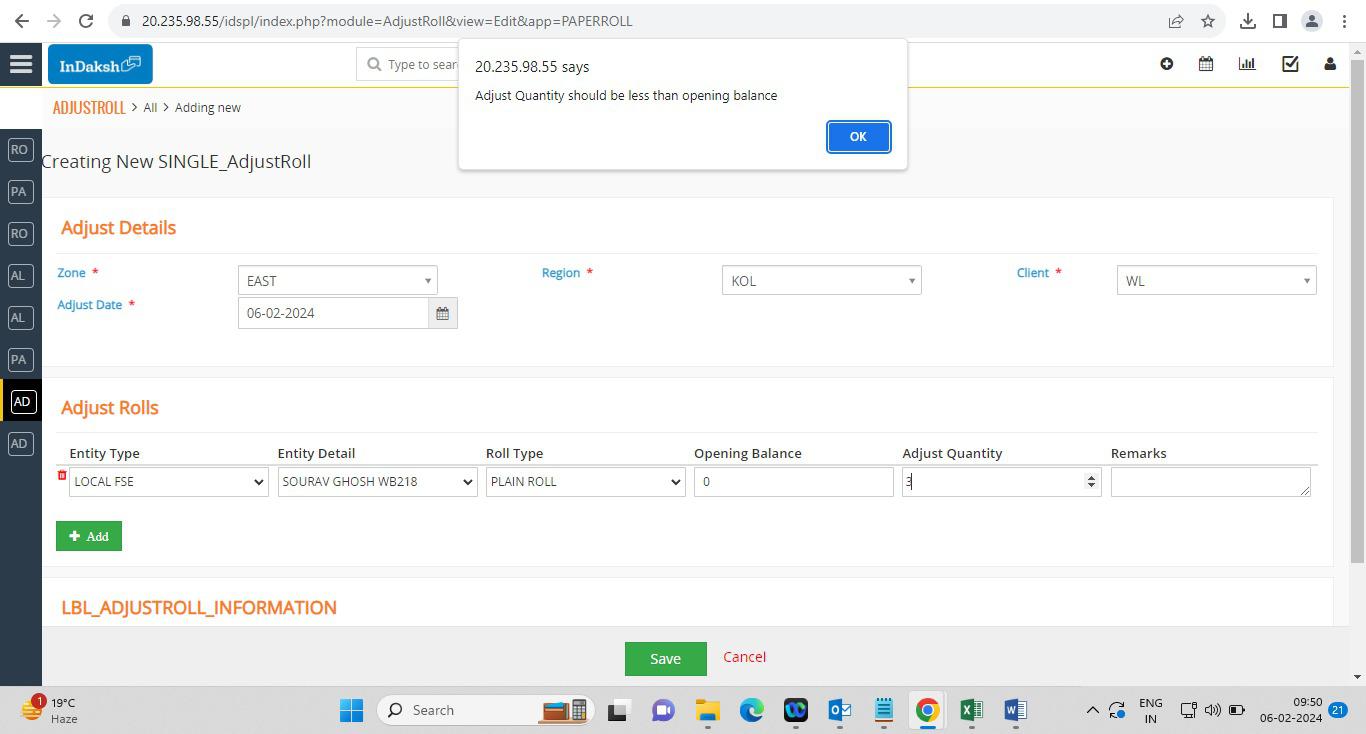 20.235.98.55/idspl/index.php?module=AdjustRoll&view=Edit&app=PAPERROLL
InDaksh
Type to sear
20.235.98.55 says
Adjust Quantity should be less than opening balance
OK
ADJUSTROLL > All > Adding new
RO
Creating New SINGLE_AdjustRoll
PA
RO
AL
AL
PA
AD
AD
Adjust Details
Zone * EAST Region * KOL Client * WL
Adjust Date * 06-02-2024
Adjust Rolls
Entity Type Entity Detail Roll Type Opening Balance Adjust Quantity Remarks
LOCAL FSE SOURAV GHOSH WB218 PLAIN ROLL 0 3
Add
LBL_ADJUSTROLL_INFORMATION
Save Cancel
1 19°C
Haze
Search
ENG
IN
09:50
06-02-2024
21